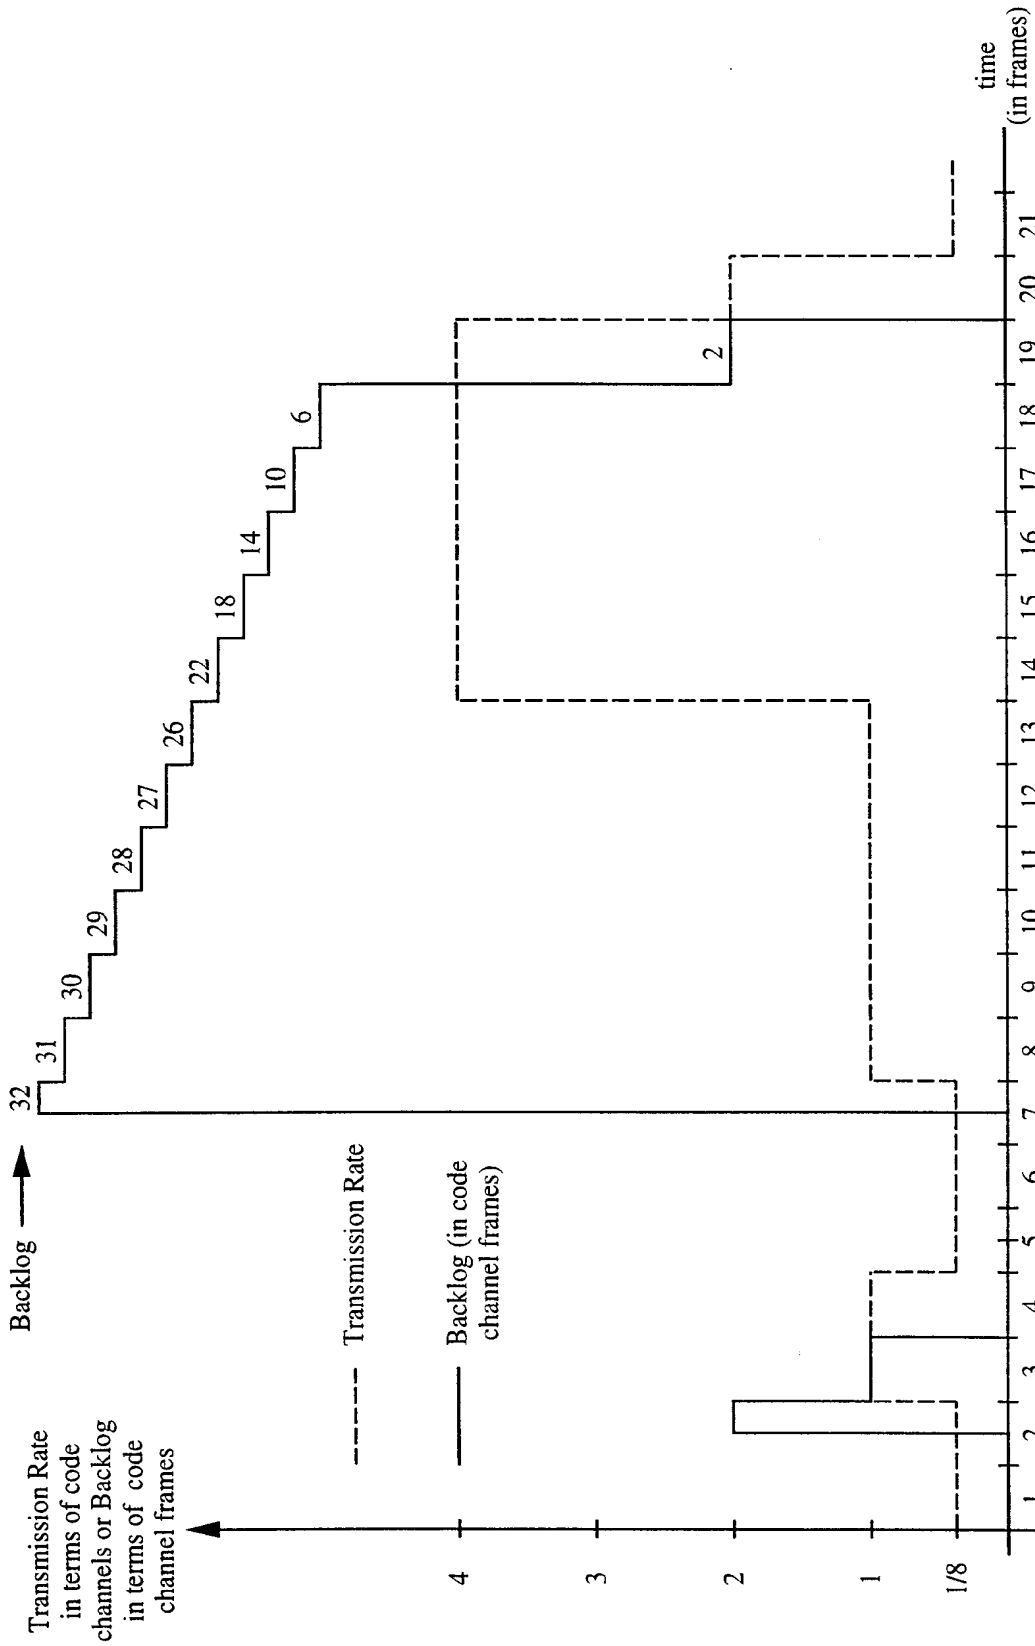 Transmission Rate
in terms of code
channels or Backlog
in terms of code
channel frames
Backlog
Transmission Rate
Backlog (in code
channel frames)
32
31
30
29
28
27
26
22
18
14
10
6
2
4
3
2
1
1/8
1 2 3 4 5 6 7 8 9 10 11 12 13 14 15 16 17 18 19 20 21
time
(in frames)